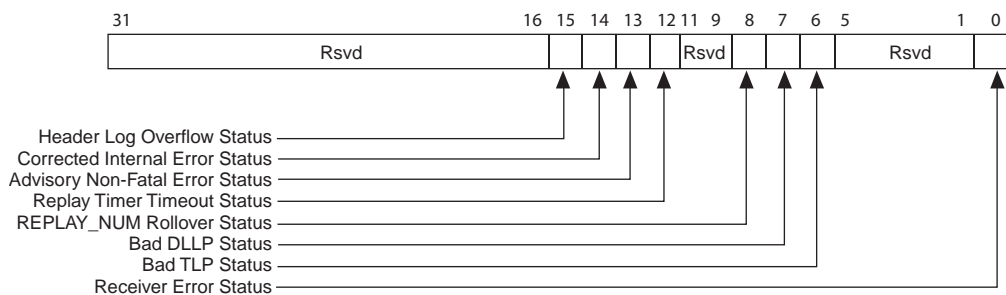 31 16 15 14 13 12 11 9 8 7 6 5 1 0
Rsvd Rsvd Rsvd
Header Log Overflow Status
Corrected Internal Error Status
Advisory Non-Fatal Error Status
Replay Timer Timeout Status
REPLAY_NUM Rollover Status
Bad DLLP Status
Bad TLP Status
Receiver Error Status